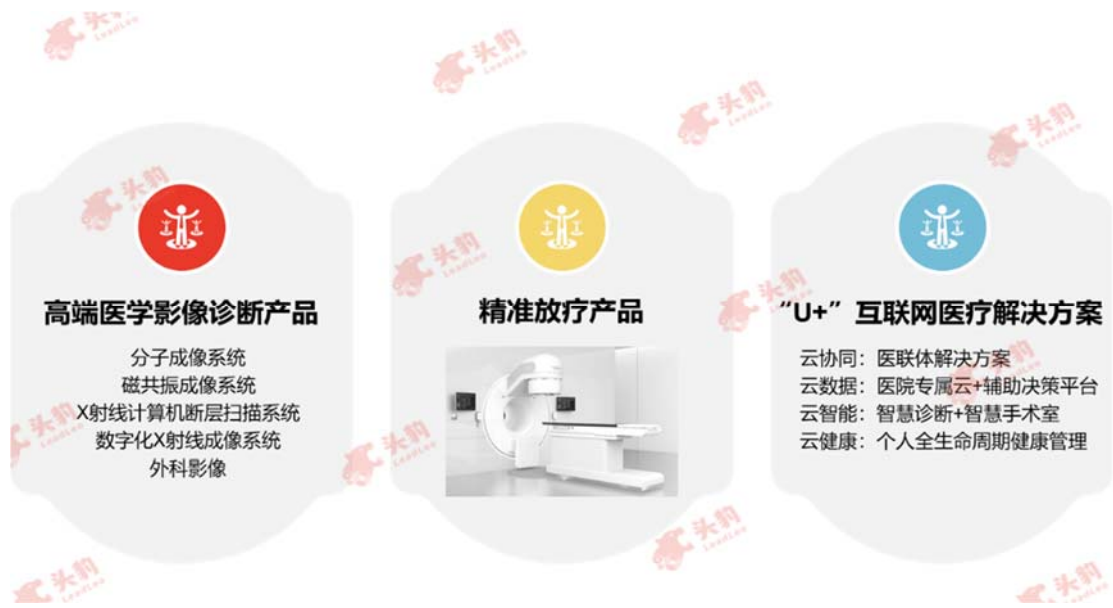 头豹
LeadLeo
高端医学影像诊断产品
分子成像系统
磁共振成像系统
X射线计算机断层扫描系统
数字化X射线成像系统
外科影像
精准放疗产品
“U+”互联网医疗解决方案
云协同：医联体解决方案
云数据：医院专属云+辅助决策平台
云智能：智慧诊断+智慧手术室
云健康：个人全生命周期健康管理